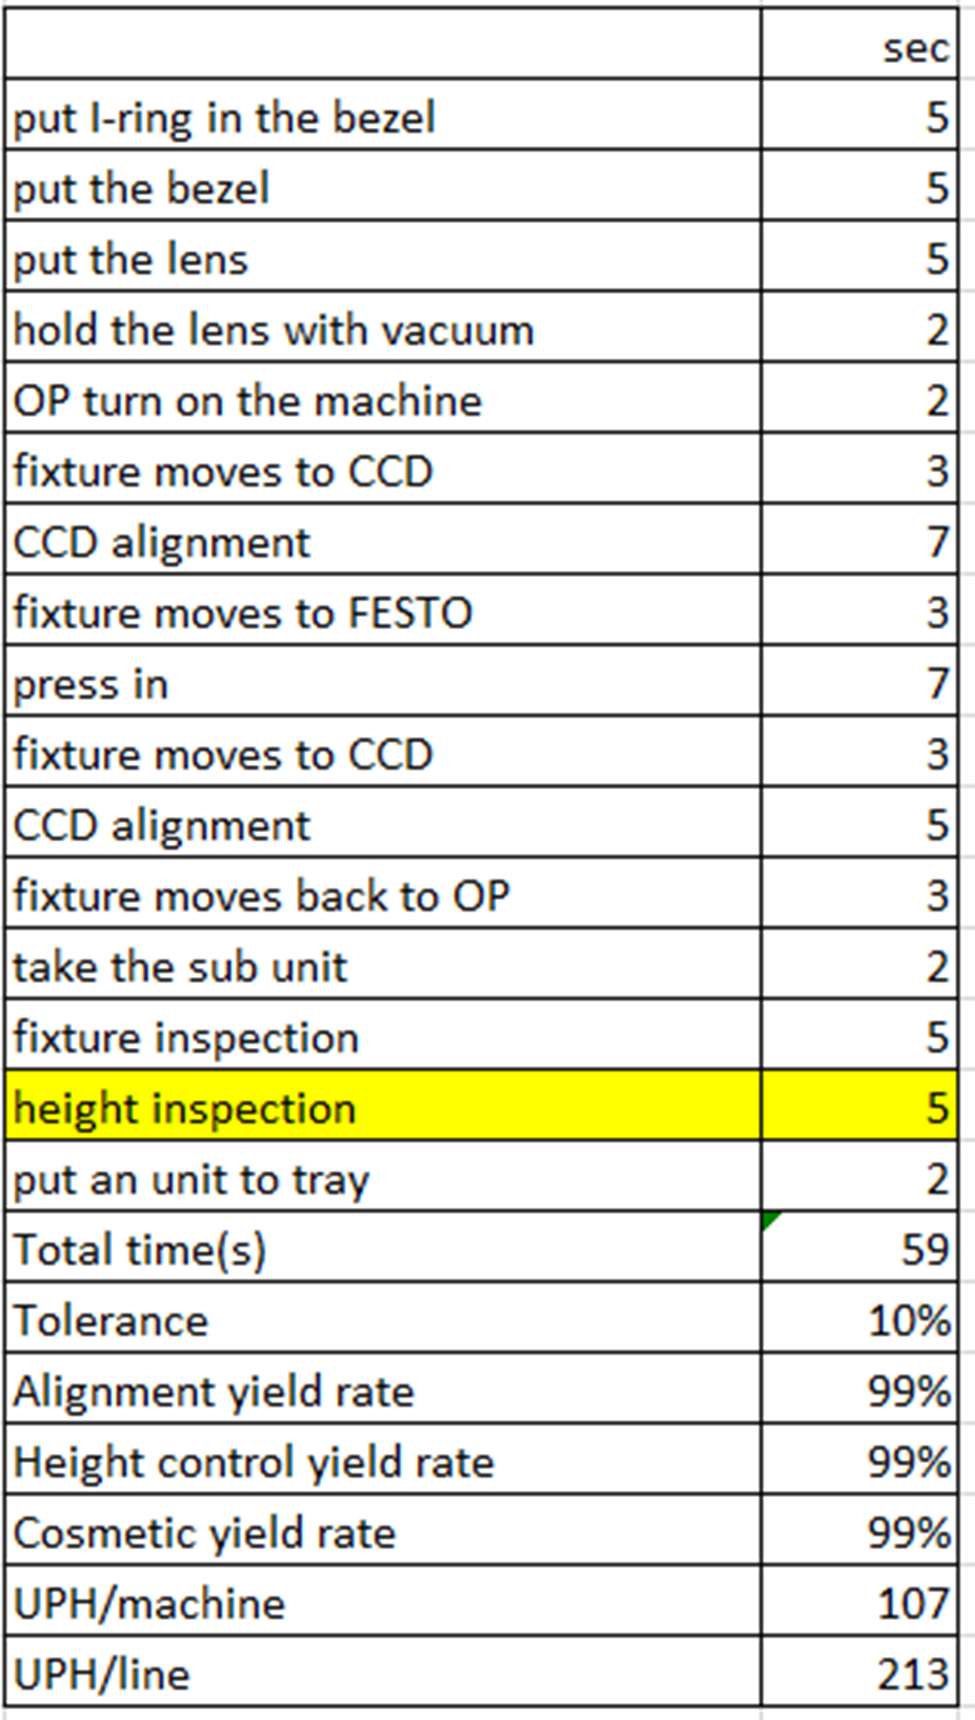 sec
put I-ring in the bezel 5
put the bezel 5
put the lens 5
hold the lens with vacuum 2
OP turn on the machine 2
fixture moves to CCD 3
CCD alignment 7
fixture moves to FESTO 3
press in 7
fixture moves to CCD 3
CCD alignment 5
fixture moves back to OP 3
take the sub unit 2
fixture inspection 5
height inspection 5
put an unit to tray 2
Total time(s) 59
Tolerance 10%
Alignment yield rate 99%
Height control yield rate 99%
Cosmetic yield rate 99%
UPH/machine 107
UPH/line 213